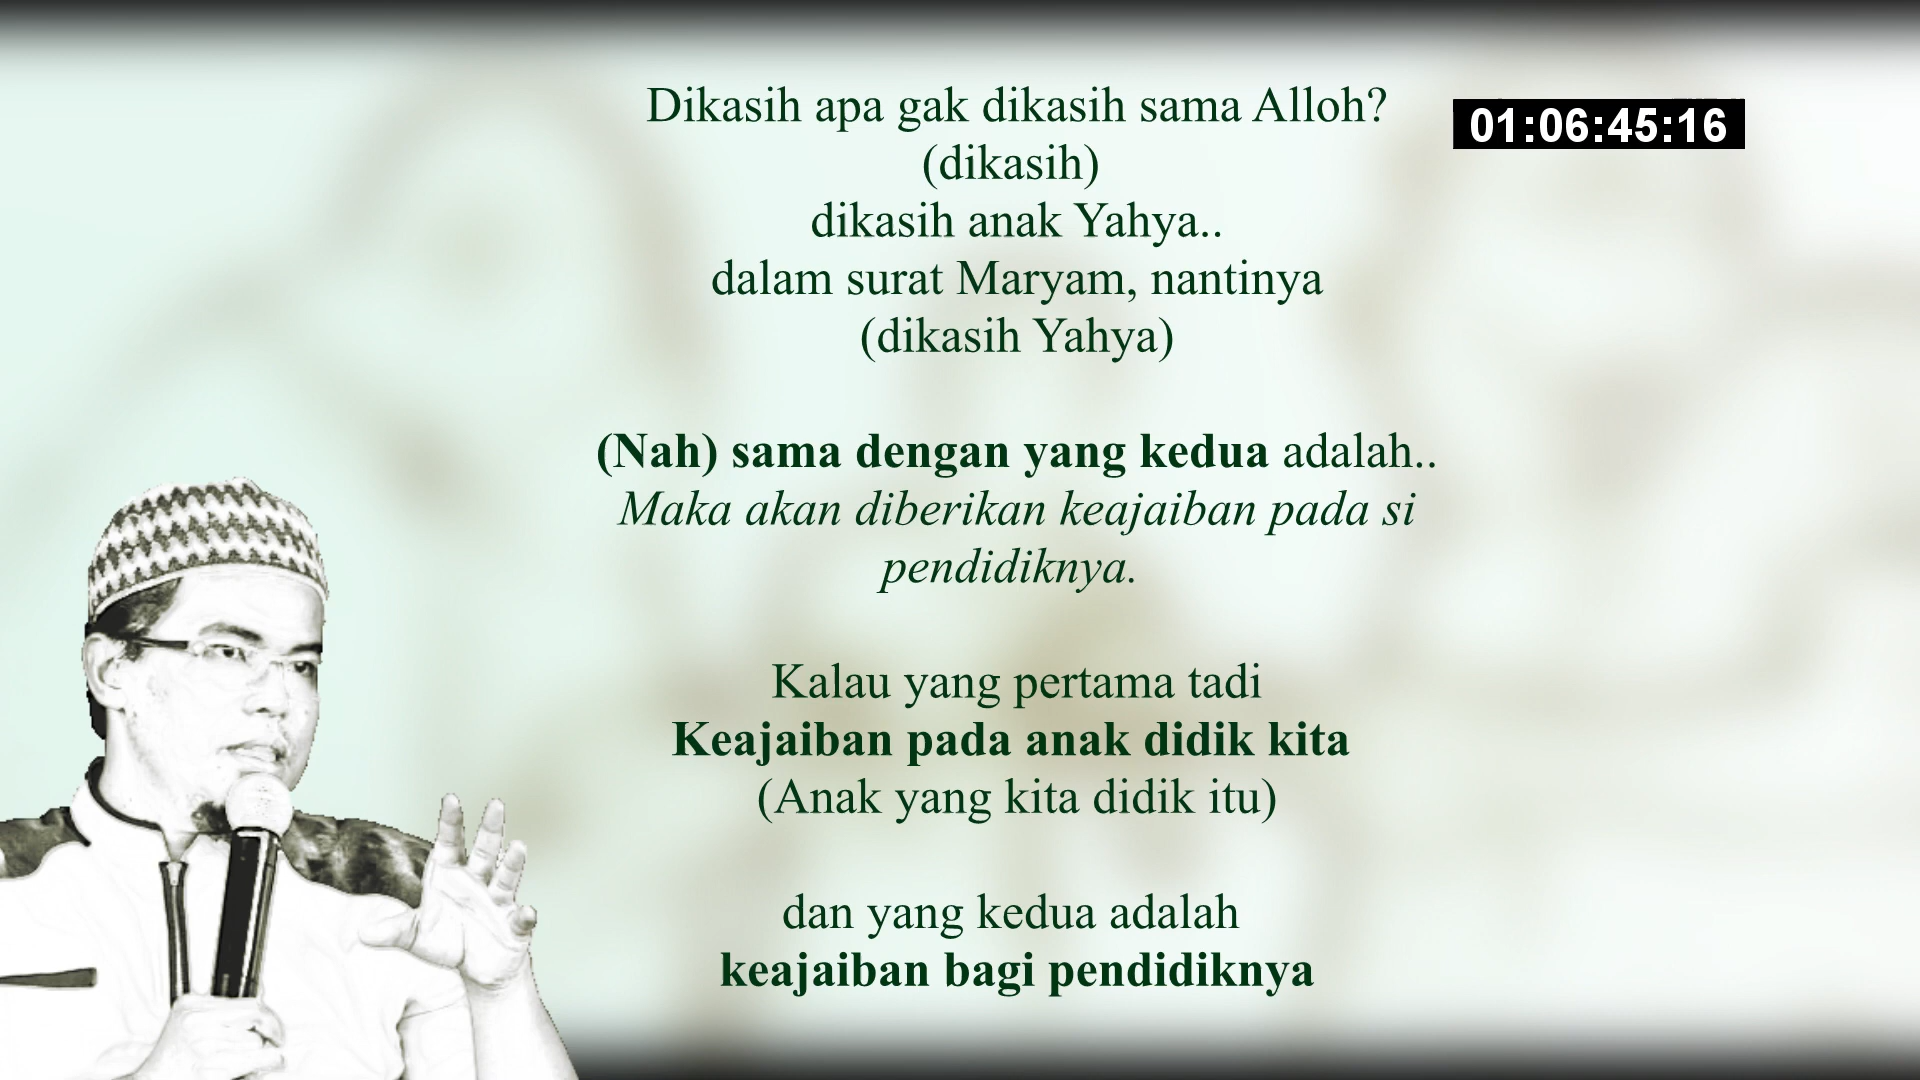 Dikasih apa gak dikasih sama Alloh?
01:06:45:16
(dikasih)
dikasih anak Yahya..
dalam surat Maryam, nantinya
(dikasih Yahya)
(Nah) sama dengan yang kedua adalah..
Maka akan diberikan keajaiban pada si
pendidiknya.
Kalau yang pertama tadi
Keajaiban pada anak didik kita
(Anak yang kita didik itu)
dan yang kedua adalah
keajaiban bagi pendidiknya